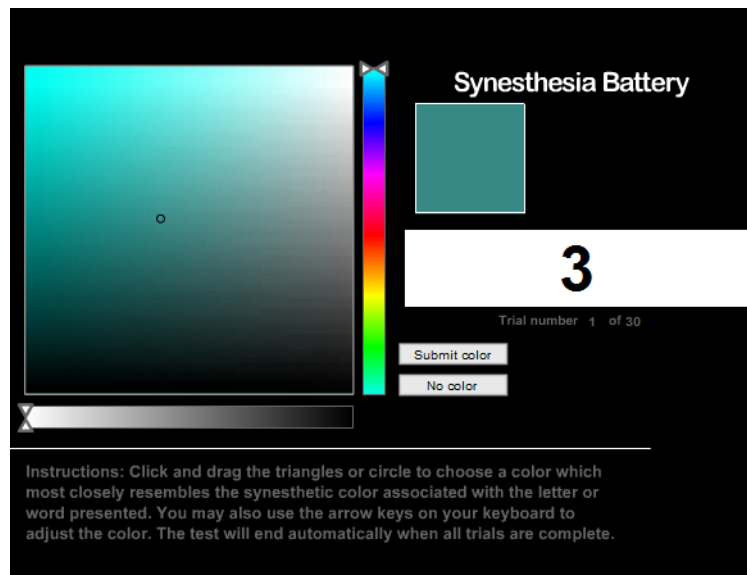 Synesthesia Battery
3
Trial number 1 of 30
Submit color
No color
Instructions: Click and drag the triangles or circle to choose a color which
most closely resembles the synesthetic color associated with the letter or
word presented. You may also use the arrow keys on your keyboard to
adjust the color. The test will end automatically when all trials are complete.